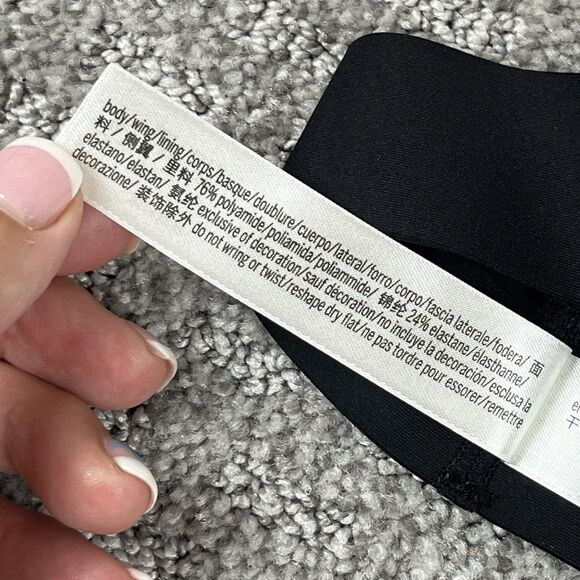 body/wing/lining/corps/basque/doublure/cuerpo/lateral/forro/corpo/fascia laterale/fodera/ 面
料 / 侧翼 / 里料 76% polyamide/poliamida/poliammide/ 锦纶 24% elastane/élasthanne/
elastano/elastan/ 氨纶 exclusive of decoration/sauf décoration/no incluye la decoración/esclusa la
decorazione/ 装饰除外 do not wring or twist/reshape dry flat/ne pas tordre pour essorer/remettre